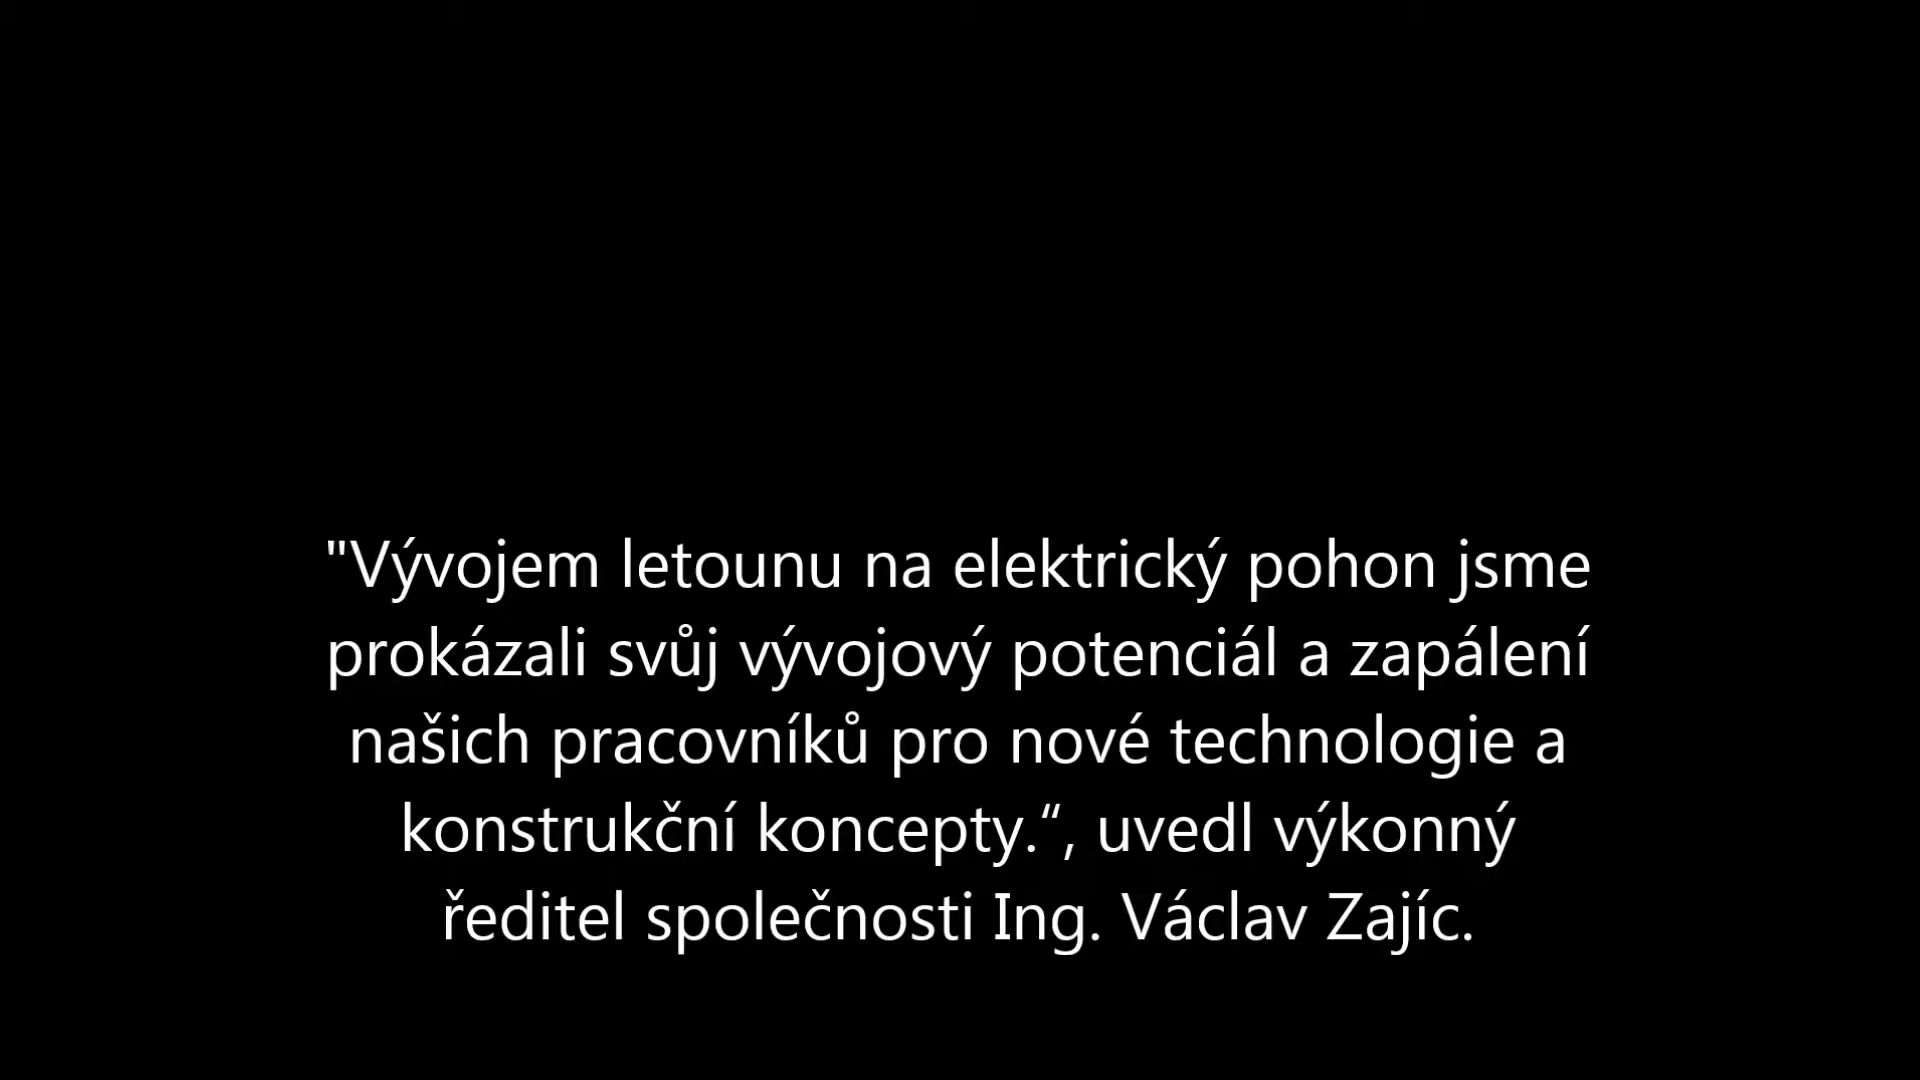 "Vývojem letounu na elektrický pohon jsme
prokázali svůj vývojový potenciál a zapálení
našich pracovníků pro nové technologie a
konstrukční koncepty.“, uvedl výkonný
ředitel společnosti Ing. Václav Zajíc.